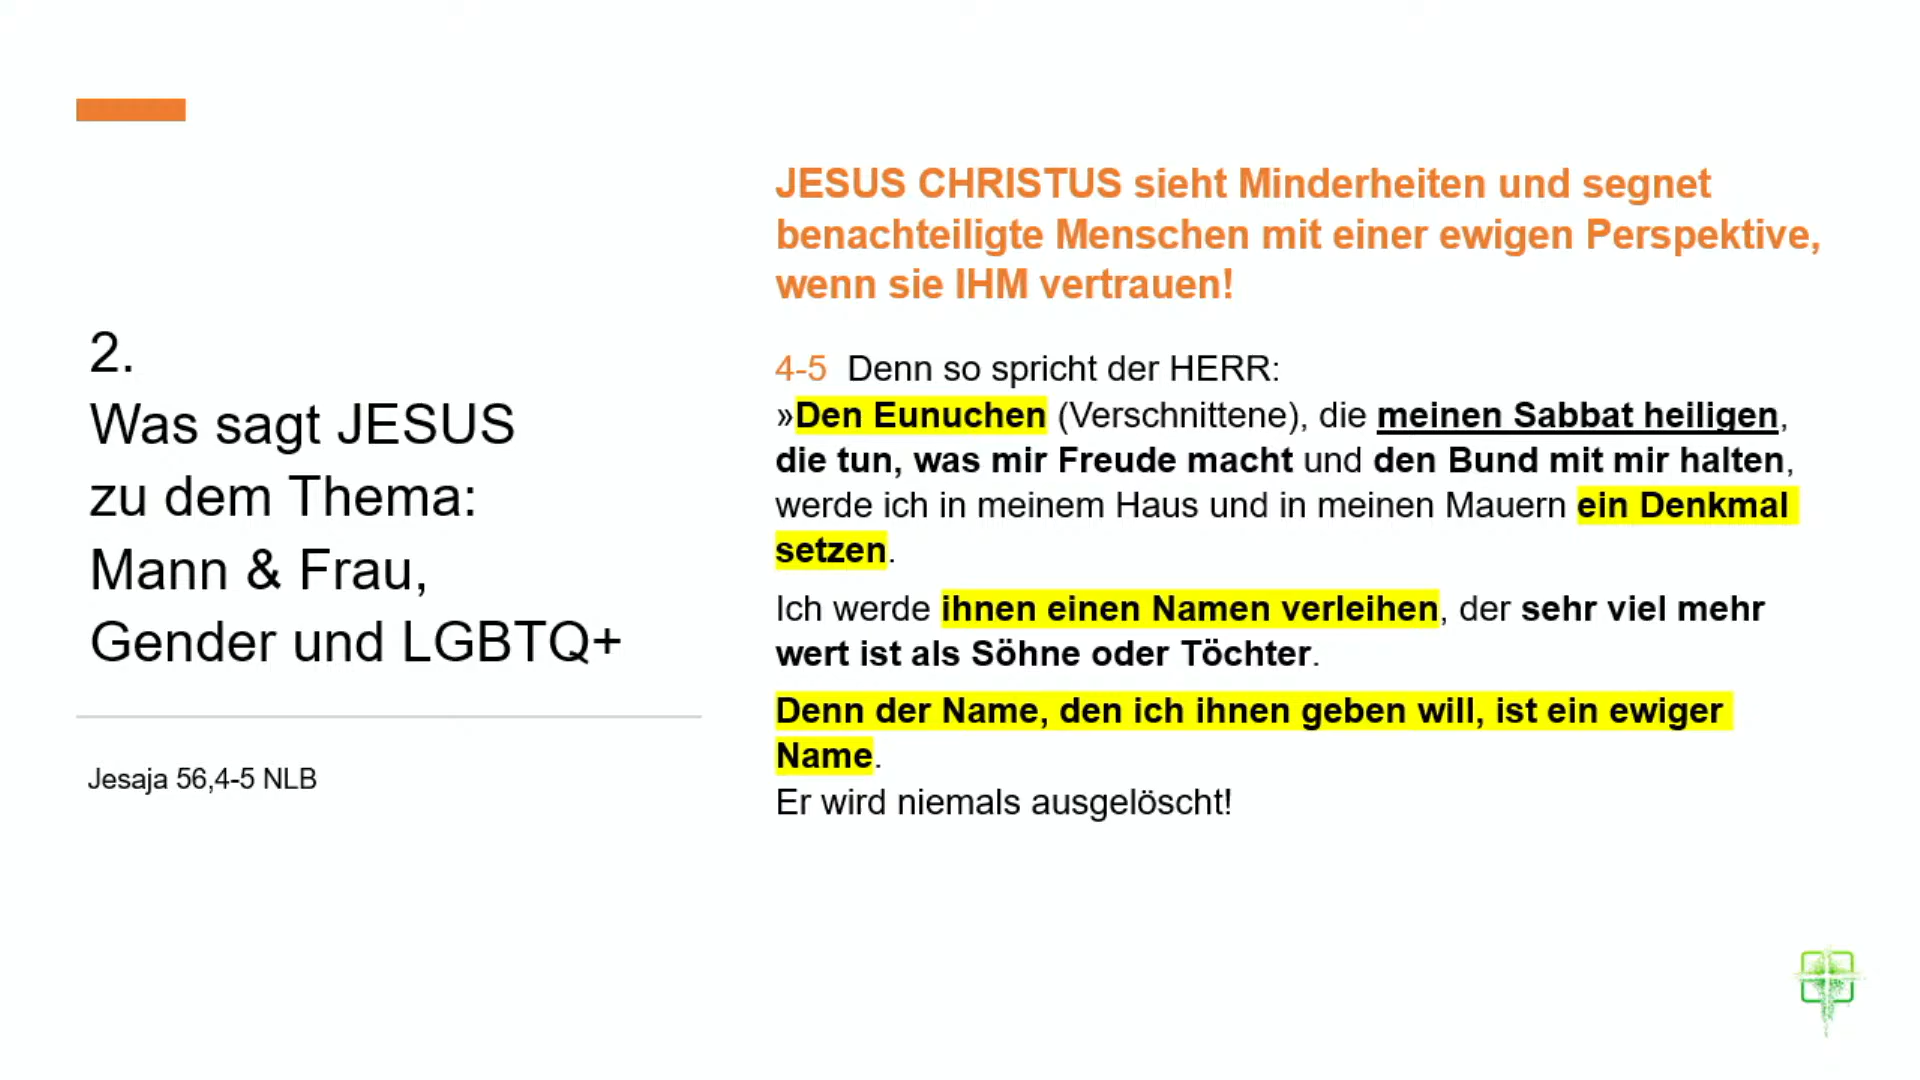 2.
Was sagt JESUS
zu dem Thema:
Mann & Frau,
Gender und LGBTQ+
Jesaja 56,4-5 NLB
JESUS CHRISTUS sieht Minderheiten und segnet
benachteiligte Menschen mit einer ewigen Perspektive,
wenn sie IHM vertrauen!
4-5 Denn so spricht der HERR:
»Den Eunuchen (Verschnittene), die meinen Sabbat heiligen,
die tun, was mir Freude macht und den Bund mit mir halten,
werde ich in meinem Haus und in meinen Mauern ein Denkmal
setzen.
Ich werde ihnen einen Namen verleihen, der sehr viel mehr
wert ist als Söhne oder Töchter.
Denn der Name, den ich ihnen geben will, ist ein ewiger
Name.
Er wird niemals ausgelöscht!